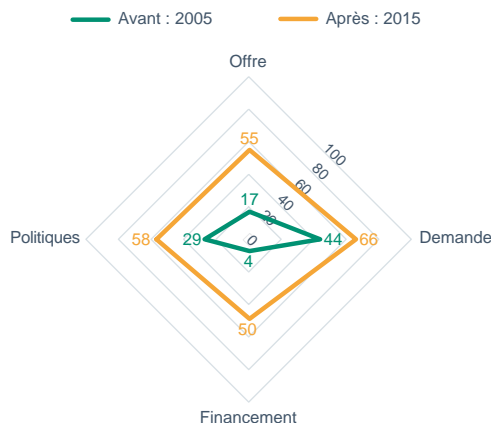 Avant : 2005
Après : 2015
Offre
100
80
55
60
40
17
20
Politiques
58
29
0
44
66
Demande
4
50
Financement